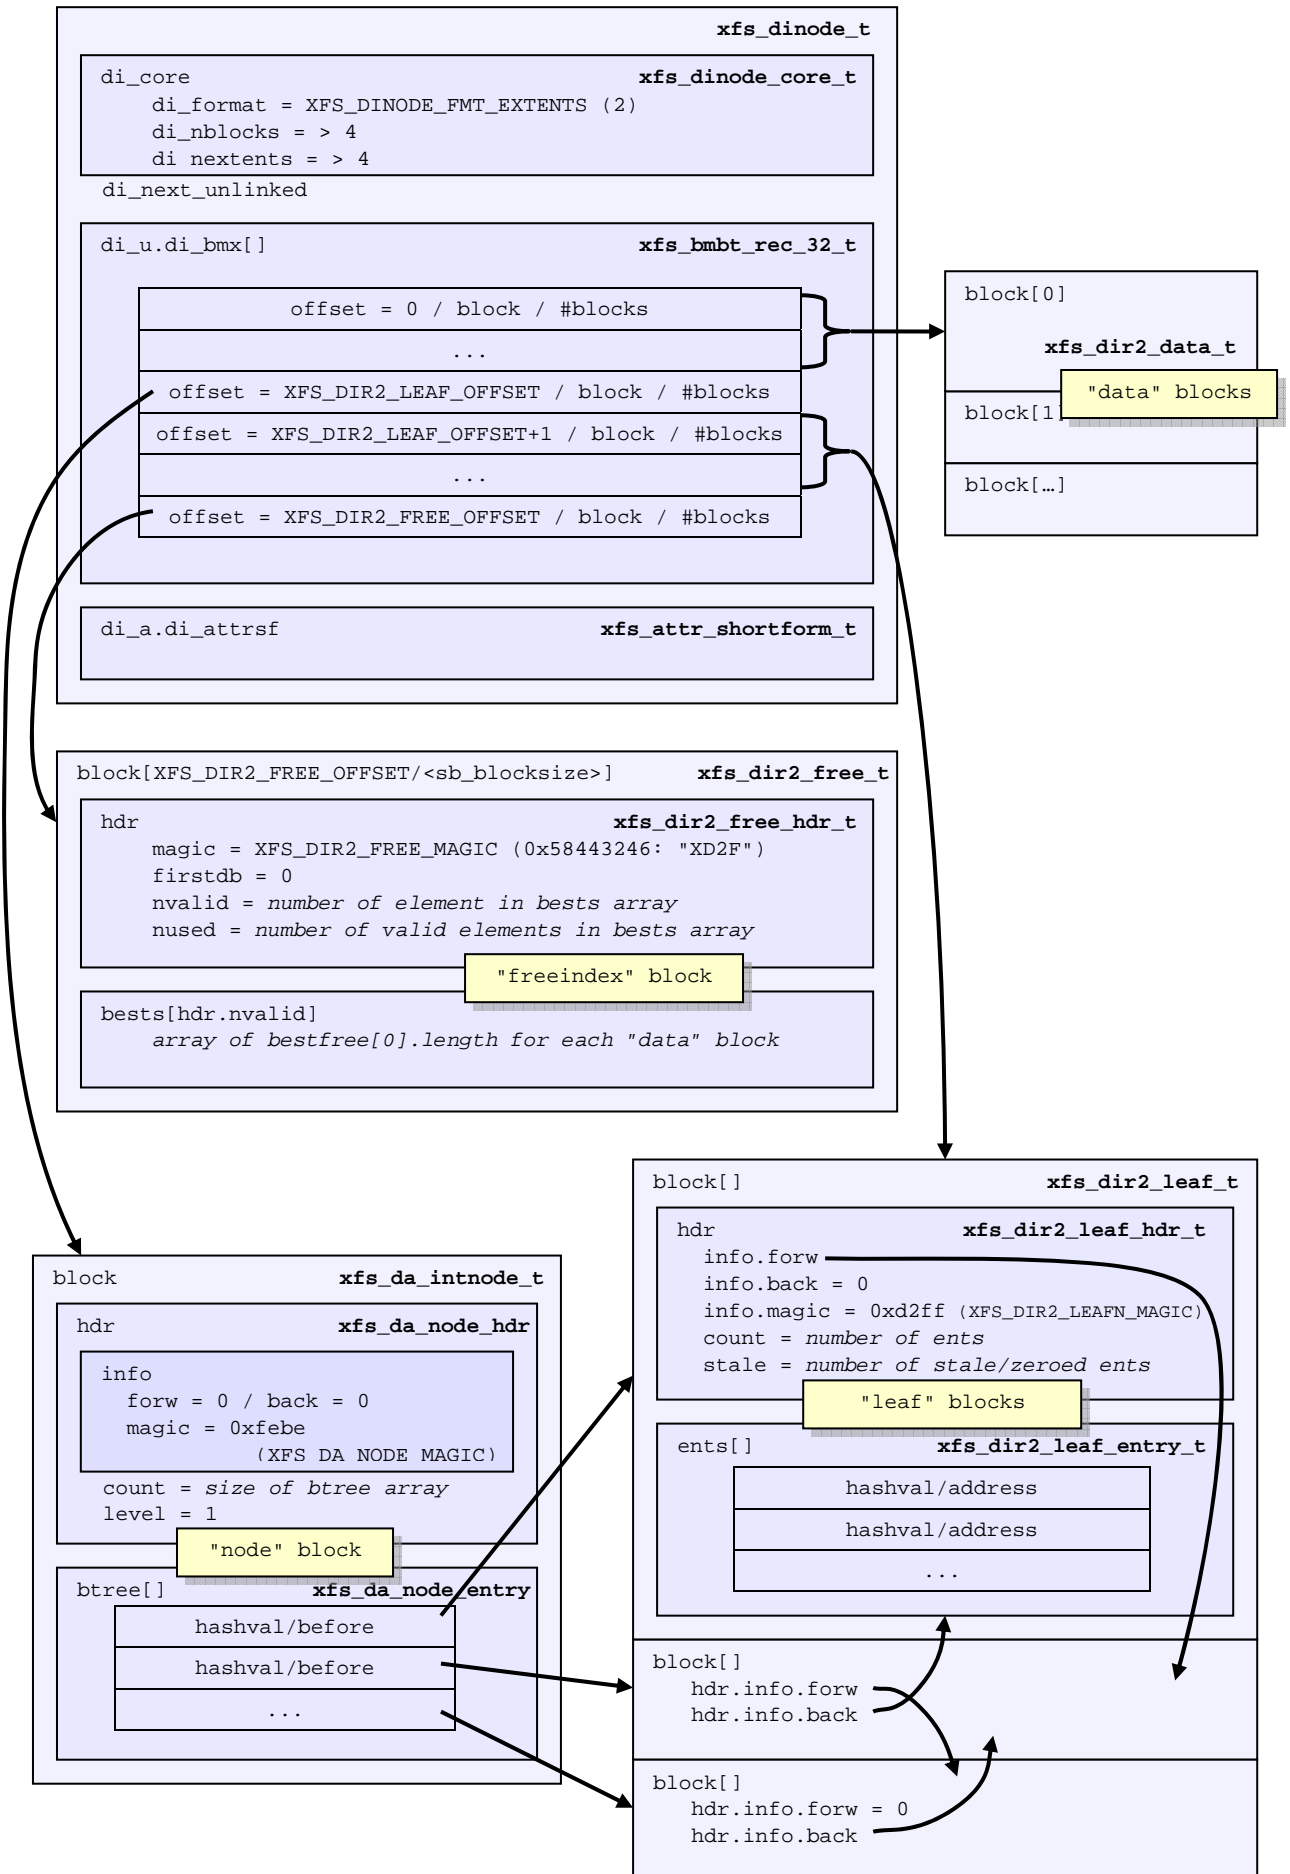 xfs_dinode_t
di_core xfs_dinode_core_t
di_format = XFS_DINODE_FMT_EXTENTS (2)
di_nblocks = > 4
di nextents = > 4
di_next_unlinked
di_u.di_bmx[] xfs_bmbt_rec_32_t
offset = 0 / block / #blocks
...
offset = XFS_DIR2_LEAF_OFFSET / block / #blocks
offset = XFS_DIR2_LEAF_OFFSET+1 / block / #blocks
...
offset = XFS_DIR2_FREE_OFFSET / block / #blocks
di_a.di_attrsf xfs_attr_shortform_t
block[0]
xfs_dir2_data_t
"data" blocks
block[1]
block[…]
block[XFS_DIR2_FREE_OFFSET/<sb_blocksize>] xfs_dir2_free_t
hdr xfs_dir2_free_hdr_t
magic = XFS_DIR2_FREE_MAGIC (0x58443246: "XD2F")
firstdb = 0
nvalid = number of element in bests array
nused = number of valid elements in bests array
"freeindex" block
bests[hdr.nvalid]
array of bestfree[0].length for each "data" block
block xfs_da_intnode_t
hdr xfs_da_node_hdr
info
forw = 0 / back = 0
magic = 0xfebe
(XFS DA NODE MAGIC)
count = size of btree array
level = 1
"node" block
btree[] xfs_da_node_entry
hashval/before
hashval/before
...
block[] xfs_dir2_leaf_t
hdr xfs_dir2_leaf_hdr_t
info.forw
info.back = 0
info.magic = 0xd2ff (XFS_DIR2_LEAFN_MAGIC)
count = number of ents
stale = number of stale/zeroed ents
"leaf" blocks
ents[] xfs_dir2_leaf_entry_t
hashval/address
hashval/address
...
block[]
hdr.info.forw
hdr.info.back
block[]
hdr.info.forw = 0
hdr.info.back